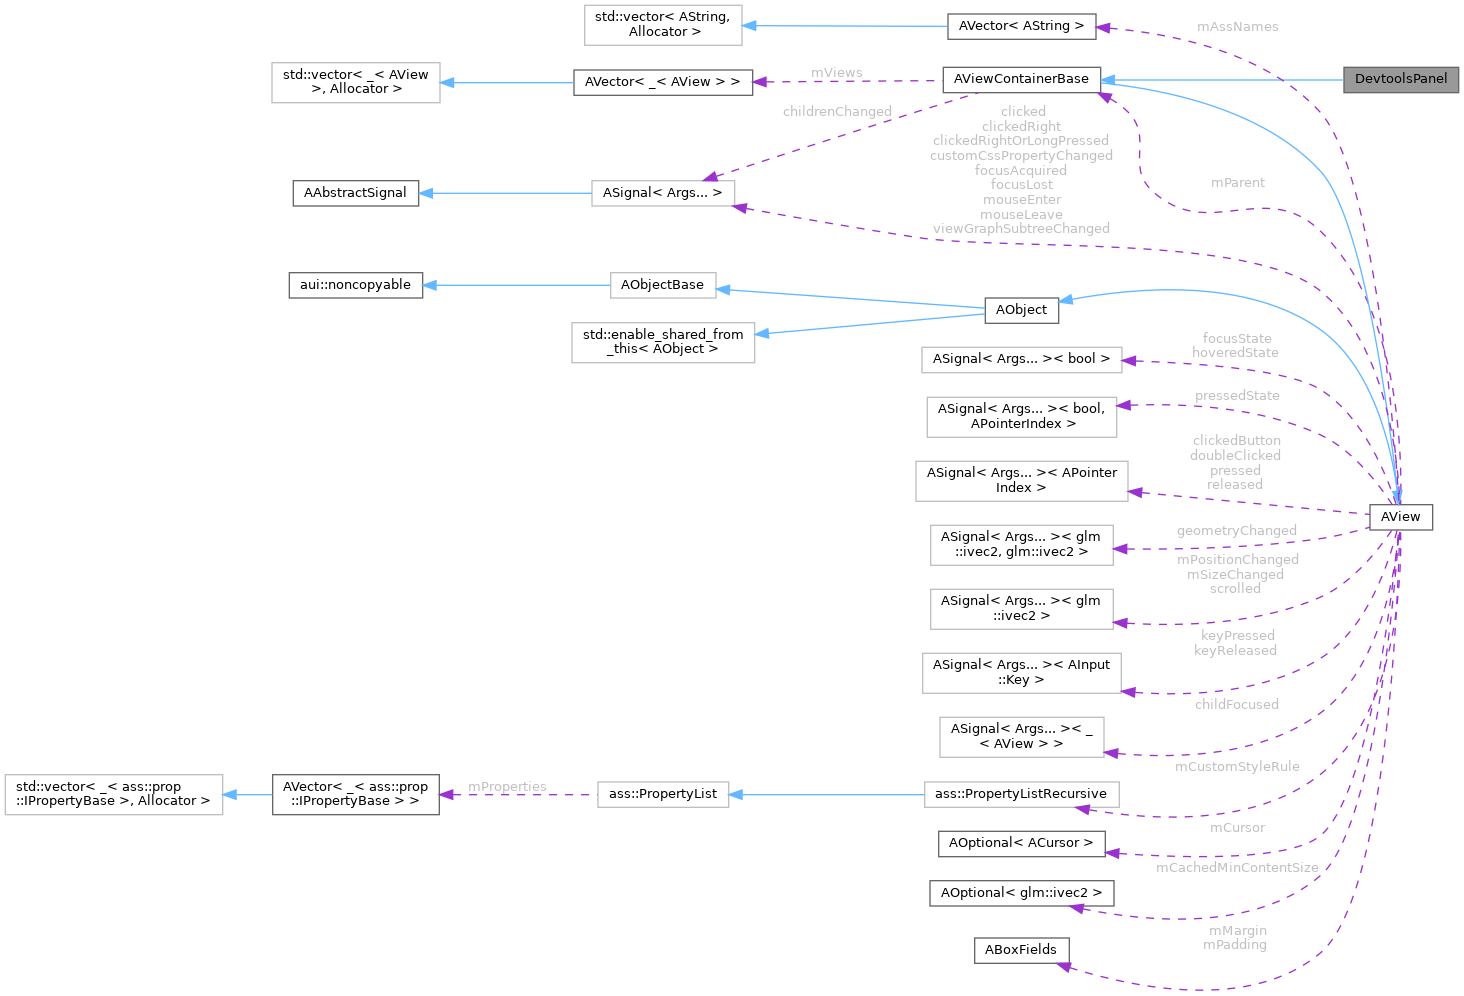 std::vector< AString,
Allocator >
AVector< AString >
mAssNames
std::vector< _< AView
>, Allocator >
AVector< _< AView > >
mViews
AViewContainerBase
DevtoolsPanel
childrenChanged
clicked
clickedRight
clickedRightOrLongPressed
customCssPropertyChanged
focusAcquired
focusLost
mouseEnter
mouseLeave
viewGraphSubtreeChanged
mParent
AAbstractSignal
ASignal< Args... >
aui::noncopyable
AObjectBase
AObject
std::enable_shared_from
_this< AObject >
focusState
hoveredState
ASignal< Args... >< bool >
pressedState
ASignal< Args... >< bool,
APointerIndex >
clickedButton
doubleClicked
pressed
released
ASignal< Args... >< APointer
Index >
AView
geometryChanged
ASignal< Args... >< glm
::ivec2, glm::ivec2 >
mPositionChanged
mSizeChanged
scrolled
ASignal< Args... >< glm
::ivec2 >
keyPressed
keyReleased
ASignal< Args... >< AInput
::Key >
childFocused
ASignal< Args... >< _
< AView > >
mCustomStyleRule
std::vector< _< ass::prop
::IPropertyBase >, Allocator >
AVector< _< ass::prop
::IPropertyBase > >
mProperties
ass::PropertyList
ass::PropertyListRecursive
mCursor
AOptional< ACursor >
mCachedMinContentSize
AOptional< glm::ivec2 >
mMargin
mPadding
ABoxFields